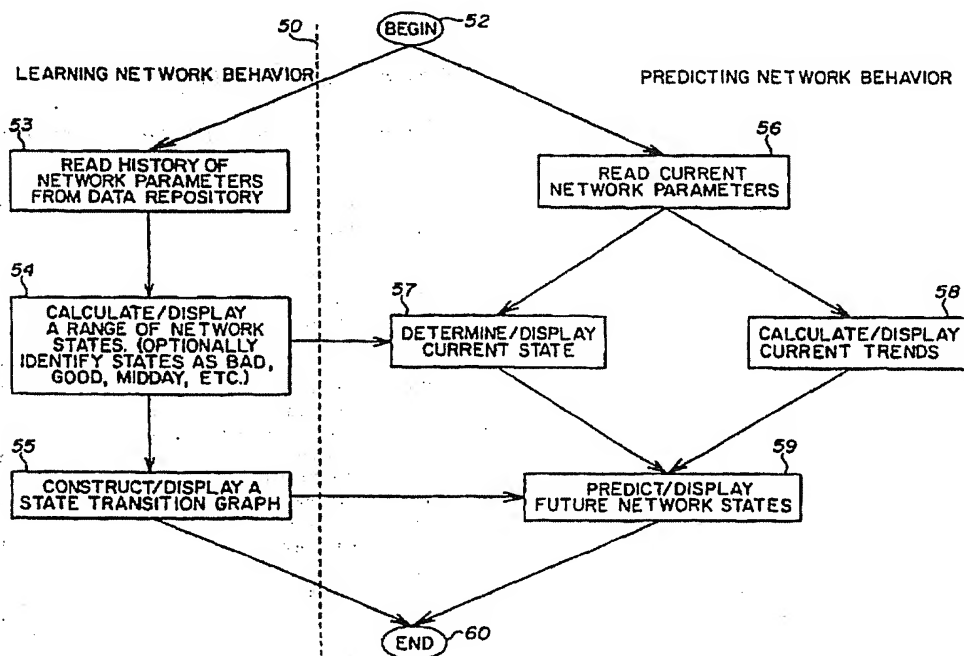 50
BEGIN
52
LEARNING NETWORK BEHAVIOR
PREDICTING NETWORK BEHAVIOR
53
READ HISTORY OF
NETWORK PARAMETERS
FROM DATA REPOSITORY
56
READ CURRENT
NETWORK PARAMETERS
54
CALCULATE/DISPLAY
A RANGE OF NETWORK
STATES. (OPTIONALLY
IDENTIFY STATES AS BAD,
GOOD, MIDDAY, ETC.)
57
DETERMINE/DISPLAY
CURRENT STATE
58
CALCULATE/DISPLAY
CURRENT TRENDS
55
CONSTRUCT/DISPLAY A
STATE TRANSITION GRAPH
59
PREDICT/DISPLAY
FUTURE NETWORK STATES
END
60